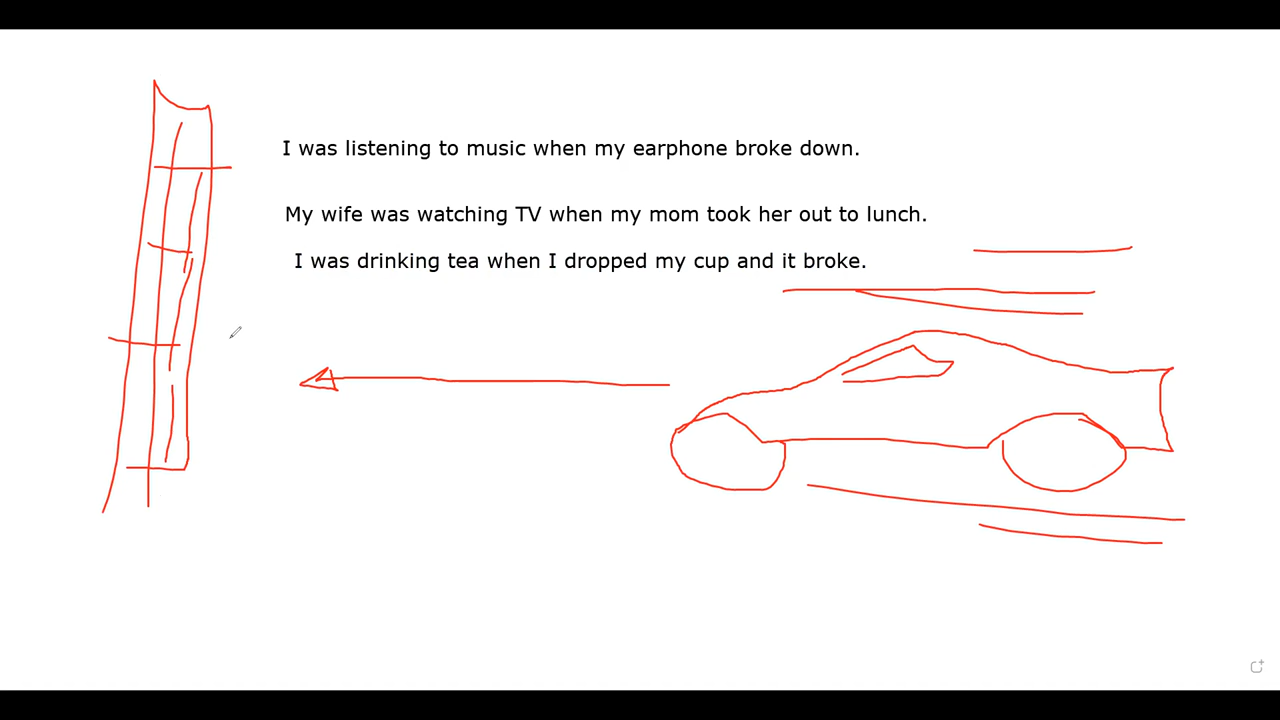 I was listening to music when my earphone broke down.
My wife was watching TV when my mom took her out to lunch.
I was drinking tea when I dropped my cup and it broke.